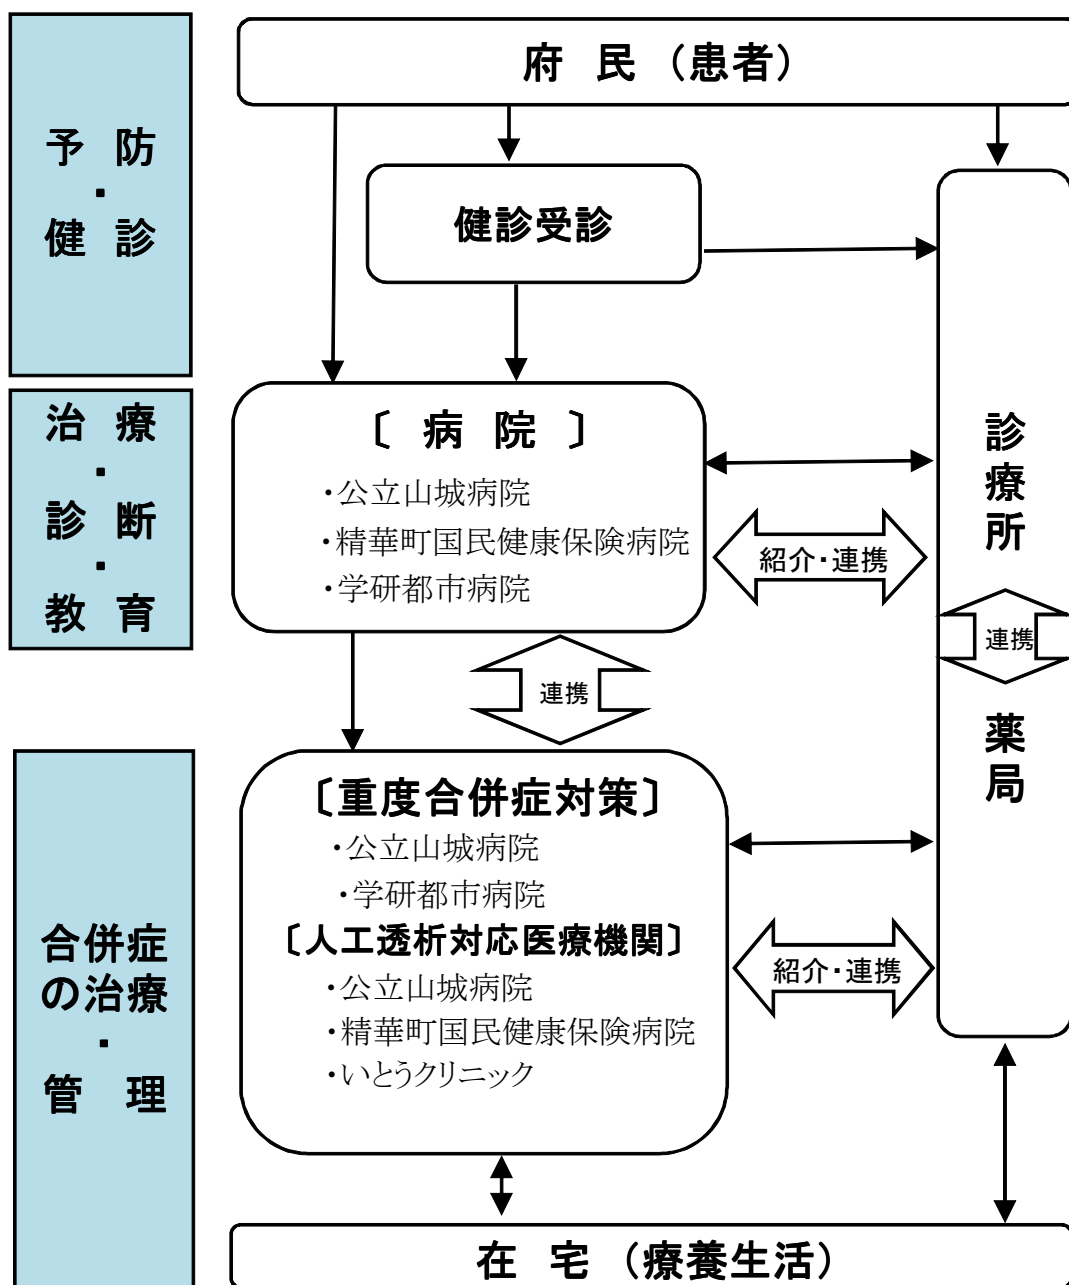 府 民 （患者）
予 防
・
健 診
健診受診
治 療
・
診 断
・
教 育
〔 病 院 〕
・公立山城病院
・精華町国民健康保険病院
・学研都市病院
紹介・連携
診療所
連携
薬局
連携
合併症
の治療
・
管 理
〔重度合併症対策〕
・公立山城病院
・学研都市病院
〔人工透析対応医療機関〕
・公立山城病院
・精華町国民健康保険病院
・いとうクリニック
紹介・連携
在 宅 （療養生活）